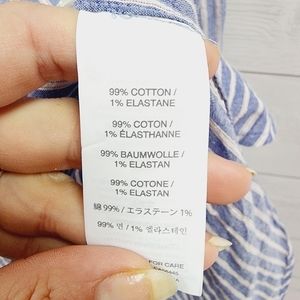 99% COTTON /
1% ELASTANE
99% COTON /
1% ÉLASTHANNE
99% BAUMWOLLE /
1% ELASTAN
99% COTONE /
1% ELASTAN
綿 99% / エラステーン 1%
99% 면 / 1% 엘라스테인
FOR CARE